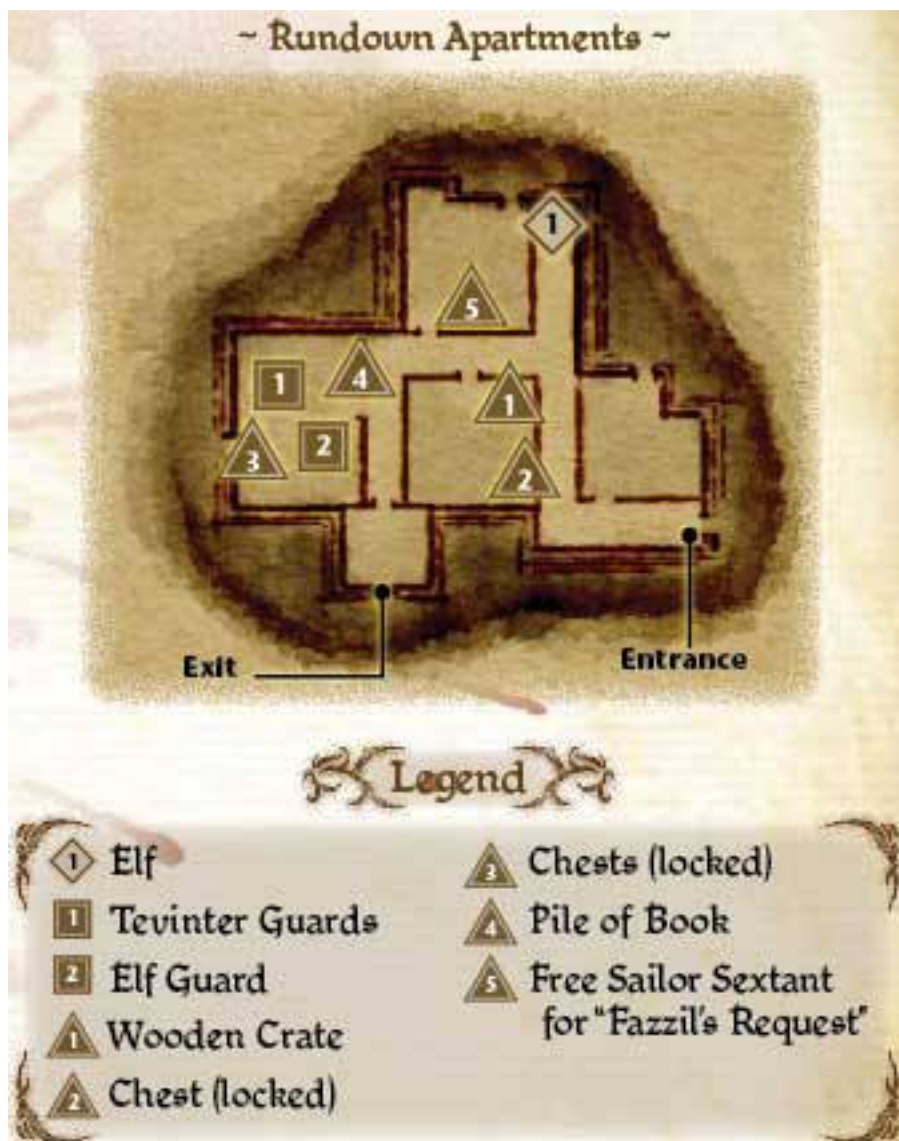 ~ Rundown Apartments ~
1
5
4
1
1
2
3
2
Exit
Entrance
Legend
1 Elf
1 Tevinter Guards
2 Elf Guard
1 Wooden Crate
2 Chest (locked)
3 Chests (locked)
4 Pile of Book
5 Free Sailor Sextant
for "Fazzil's Request"